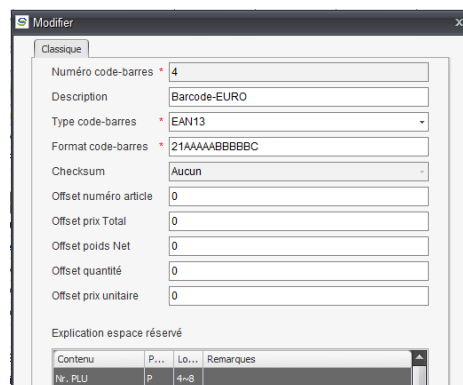 Modifier x
Classique
Numéro code-barres * 4
Description Barcode-EURO
Type code-barres * EAN13
Format code-barres * 21AAAAABBBBBC
Checksum Aucun
Offset numéro article 0
Offset prix Total 0
Offset poids Net 0
Offset quantité 0
Offset prix unitaire 0
Explication espace réservé
Contenu P... Lo... Remarques
Nr. PLU P 4~8